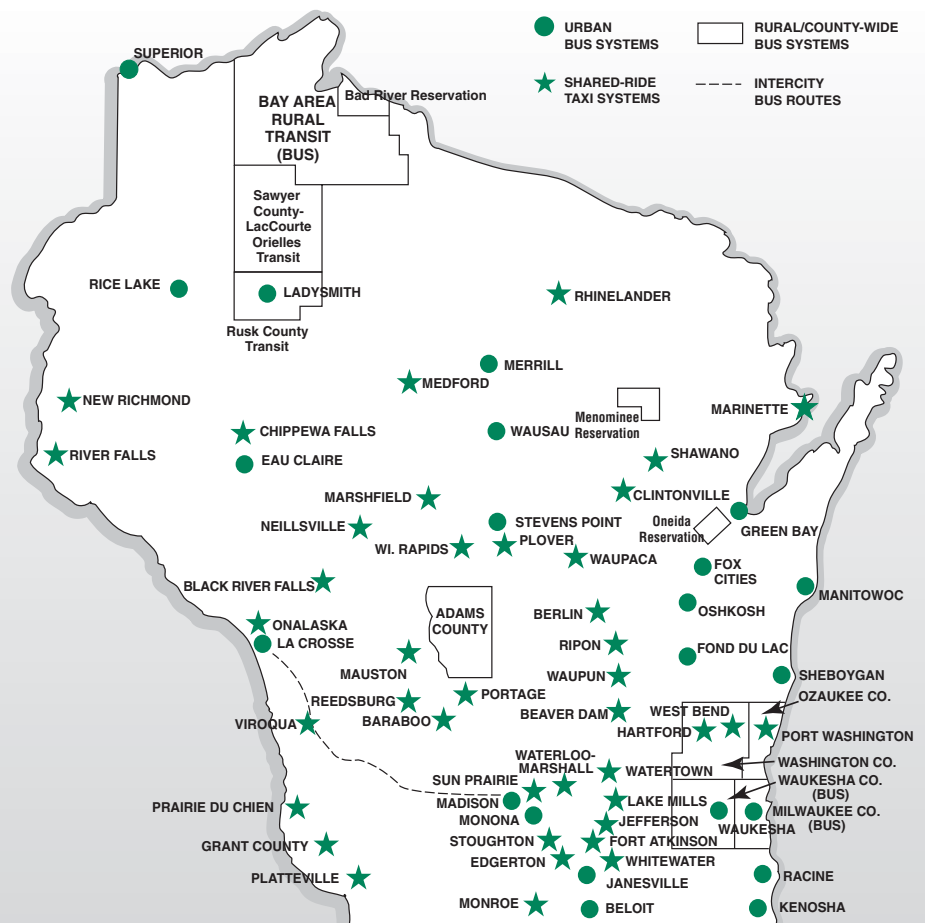 SUPERIOR
URBAN
BUS SYSTEMS
RURAL/COUNTY-WIDE
BUS SYSTEMS
SHARED-RIDE
TAXI SYSTEMS
INTERCITY
BUS ROUTES
Bad River Reservation
BAY AREA
RURAL
TRANSIT
(BUS)
Sawyer
County-
LacCourte
Orielles
Transit
RICE LAKE
LADYSMITH
Rusk County
Transit
RHINELANDER
MERRILL
MEDFORD
NEW RICHMOND
Menominee
Reservation
MARINETTE
CHIPPEWA FALLS
WAUSAU
RIVER FALLS
EAU CLAIRE
SHAWANO
MARSHFIELD
CLINTONVILLE
NEILLSVILLE
STEVENS POINT
Oneida
Reservation
GREEN BAY
WI. RAPIDS
PLOVER
WAUPACA
FOX
CITIES
BLACK RIVER FALLS
MANITOWOC
ADAMS
COUNTY
BERLIN
OSHKOSH
ONALASKA
LA CROSSE
RIPON
FOND DU LAC
MAUSTON
WAUPUN
SHEBOYGAN
REEDSBURG
PORTAGE
OZAUKEE CO.
BARABOO
BEAVER DAM
WEST BEND
VIROQUA
HARTFORD
PORT WASHINGTON
WATERLOO-
MARSHALL
WATERTOWN
WASHINGTON CO.
SUN PRAIRIE
WAUKESHA CO.
(BUS)
PRAIRIE DU CHIEN
MADISON
LAKE MILLS
MILWAUKEE CO.
(BUS)
MONONA
JEFFERSON
WAUKESHA
GRANT COUNTY
STOUGHTON
FORT ATKINSON
EDGERTON
WHITEWATER
PLATTEVILLE
JANESVILLE
RACINE
MONROE
BELOIT
KENOSHA